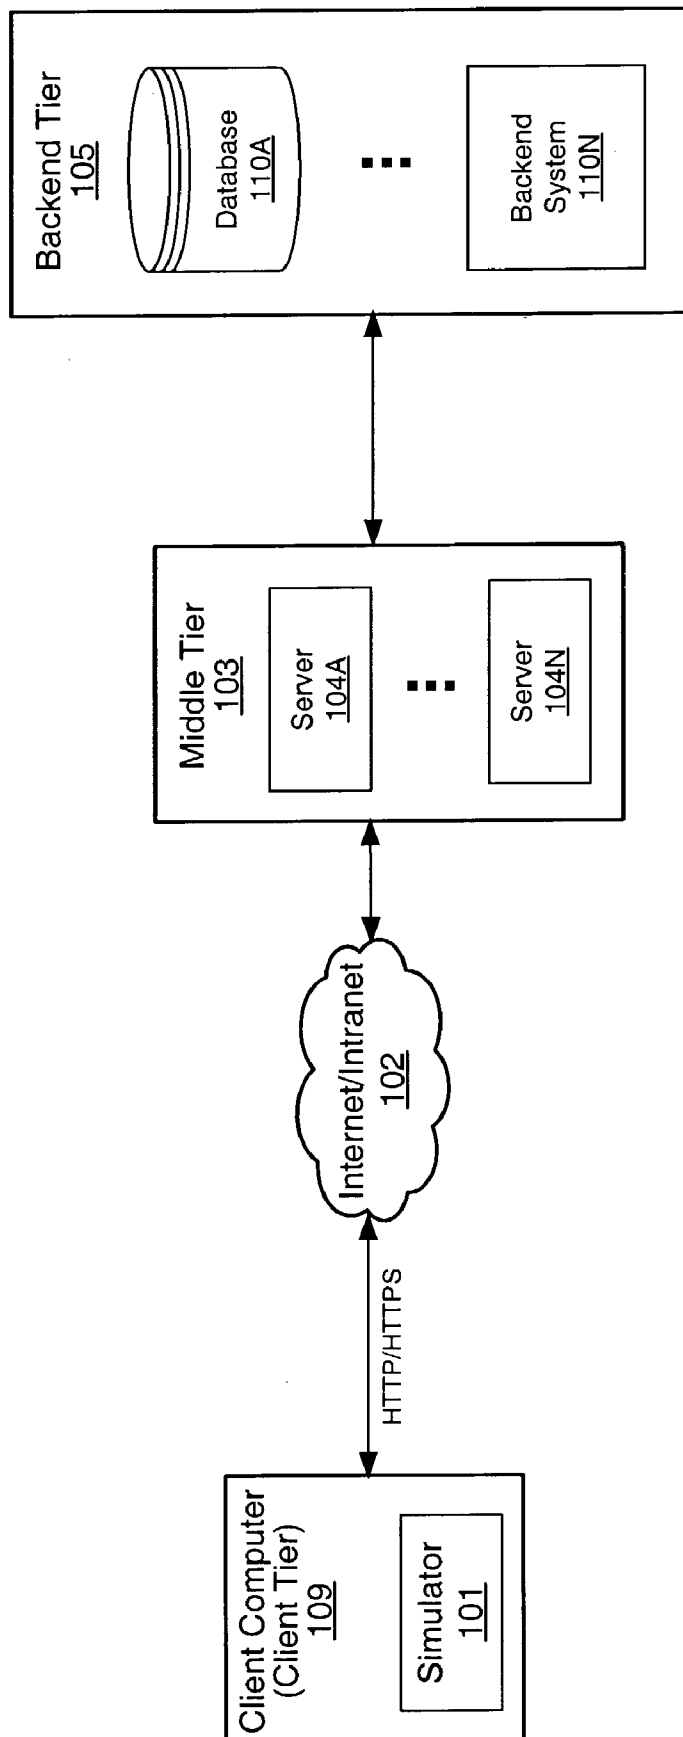 Client Computer
(Client Tier)
109
Simulator
101
HTTP/HTTPS
Internet/Intranet
102
Middle Tier
103
Server
104A
Server
104N
Backend Tier
105
Database
110A
Backend
System
110N